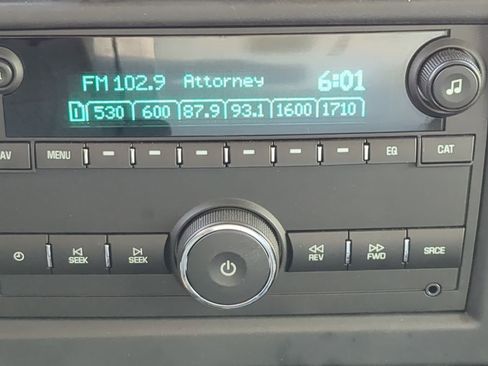 FM 102.9 Attorney 6:01
1 530 600 87.9 93.1 1600 1710
AV MENU EQ CAT
SEEK SEEK REV FWD SRCE